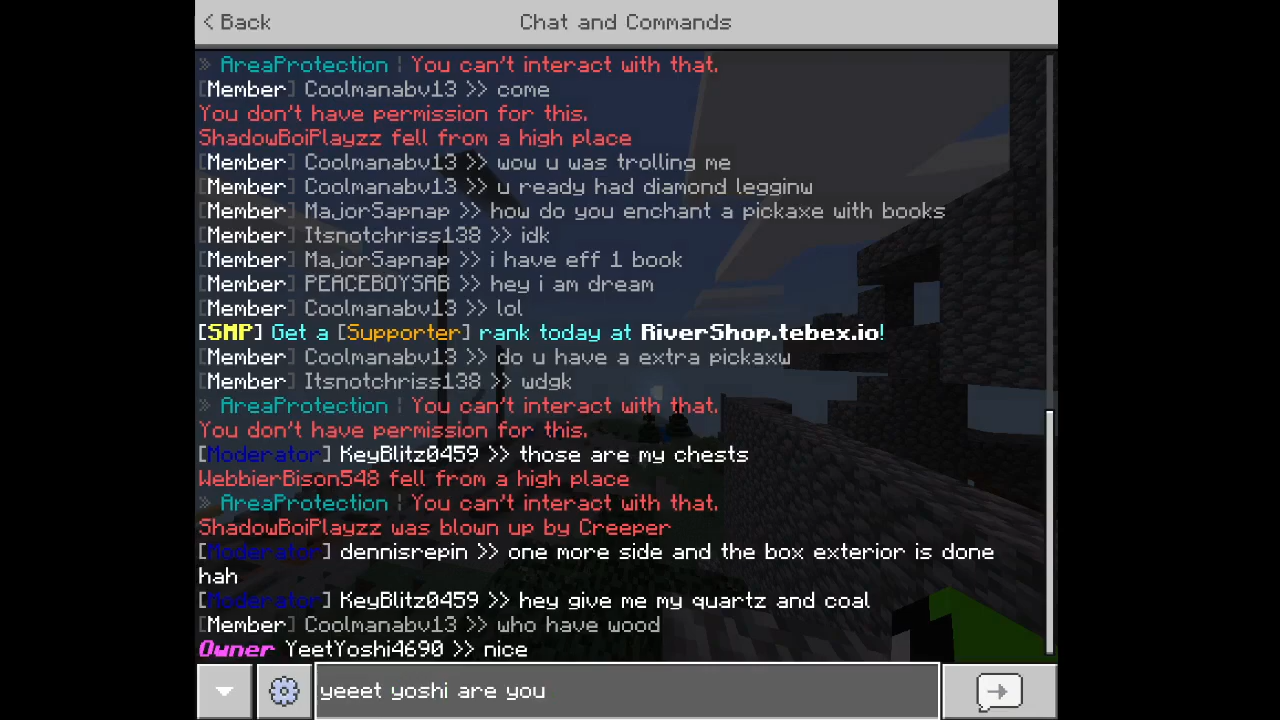 < Back
Chat and Commands
» AreaProtection ¦ You can't interact with that.
[Member] Coolmanabv13 >> come
You don't have permission for this.
ShadowBoiPlayzz fell from a high place
[Member] Coolmanabv13 >> wow u was trolling me
[Member] Coolmanabv13 >> u ready had diamond legginw
[Member] MajorSapnap >> how do you enchant a pickaxe with books
[Member] Itsnotchriss138 >> idk
[Member] MajorSapnap >> i have eff 1 book
[Member] PEACEBOYSAB >> hey i am dream
[Member] Coolmanabv13 >> lol
[SMP] Get a [Supporter] rank today at RiverShop.tebex.io!
[Member] Coolmanabv13 >> do u have a extra pickaxw
[Member] Itsnotchriss138 >> wdgk
» AreaProtection ¦ You can't interact with that.
You don't have permission for this.
[Moderator] KeyBlitz0459 >> those are my chests
WebbierBison548 fell from a high place
» AreaProtection ¦ You can't interact with that.
ShadowBoiPlayzz was blown up by Creeper
[Moderator] dennisrepin >> one more side and the box exterior is done
hah
[Moderator] KeyBlitz0459 >> hey give me my quartz and coal
[Member] Coolmanabv13 >> who have wood
Owner YeetYoshi4690 >> nice
yeeet yoshi are you